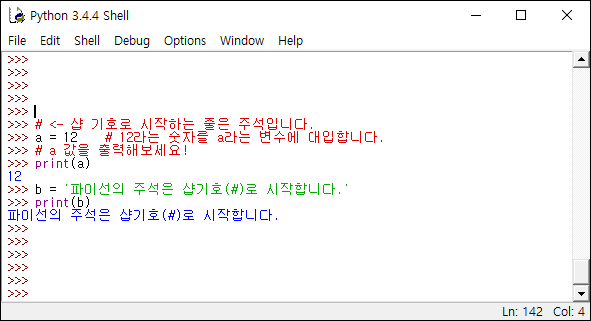 Python 3.4.4 Shell
File Edit Shell Debug Options Window Help
>>>
>>>
>>>
>>>
>>>
>>> # <-샵 기호로 시작하는 줄은 주석입니다.
>>> a = 12    # 12라는 숫자를 a라는 변수에 대입합니다.
>>> # a 값을 출력해보세요!
>>> print(a)
12
>>> b = '파이선의 주석은 샵기호(#)로 시작합니다.'
>>> print(b)
파이선의 주석은 샵기호(#)로 시작합니다.
>>>
>>>
>>>
>>>
>>>
>>>
Ln: 142 Col: 4